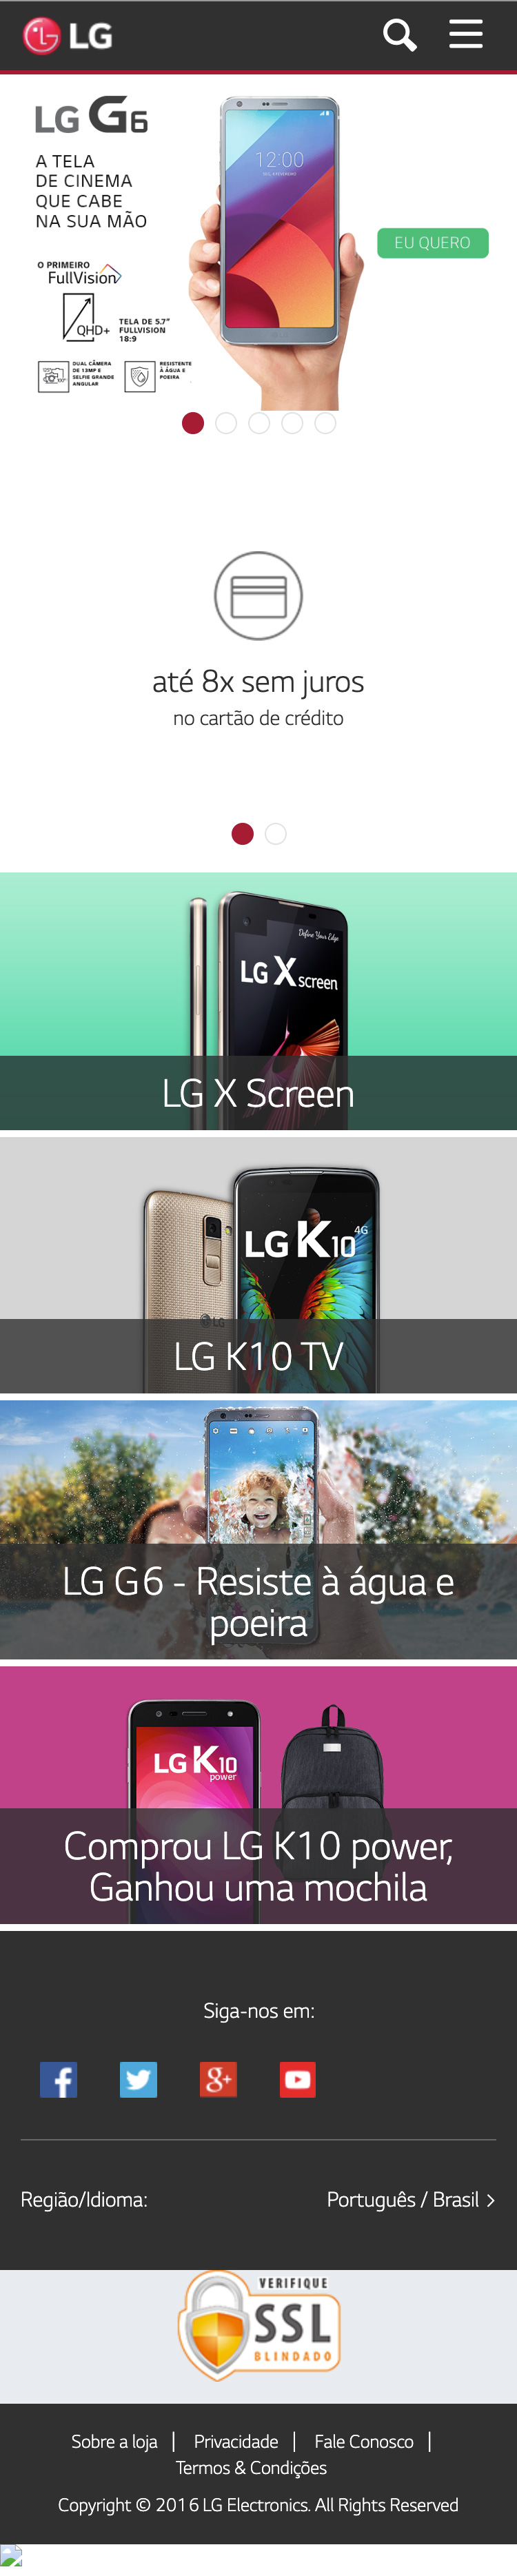 LG
LG G6
A TELA
DE CINEMA
QUE CABE
NA SUA MÃO
12:00
EU QUERO
O PRIMEIRO
FullVision
QHD+
TELA DE 5.7"
FULLVISION
18:9
DUAL CÂMERA
DE 13MP E
SELFIE GRANDE
ANGULAR
RESISTENTE
À ÁGUA E
POEIRA
até 8x sem juros
no cartão de crédito
Define Your Edge
LG X screen
LG X Screen
LG K10 4G
LG
LG K10 TV
LG G6 - Resiste à água e
poeira
LG K10
power
Comprou LG K10 power,
Ganhou uma mochila
Siga-nos em:
Região/Idioma:
Português / Brasil >
VERIFIQUE
SSL
BLINDADO
Sobre a loja | Privacidade | Fale Conosco |
Termos & Condições
Copyright © 2016 LG Electronics. All Rights Reserved